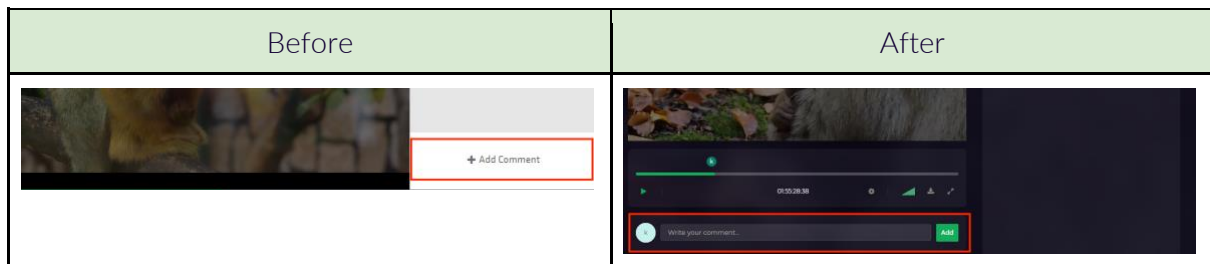 Before
After
+ Add Comment
k
01:55:28:38
k
Write your comment...
Add